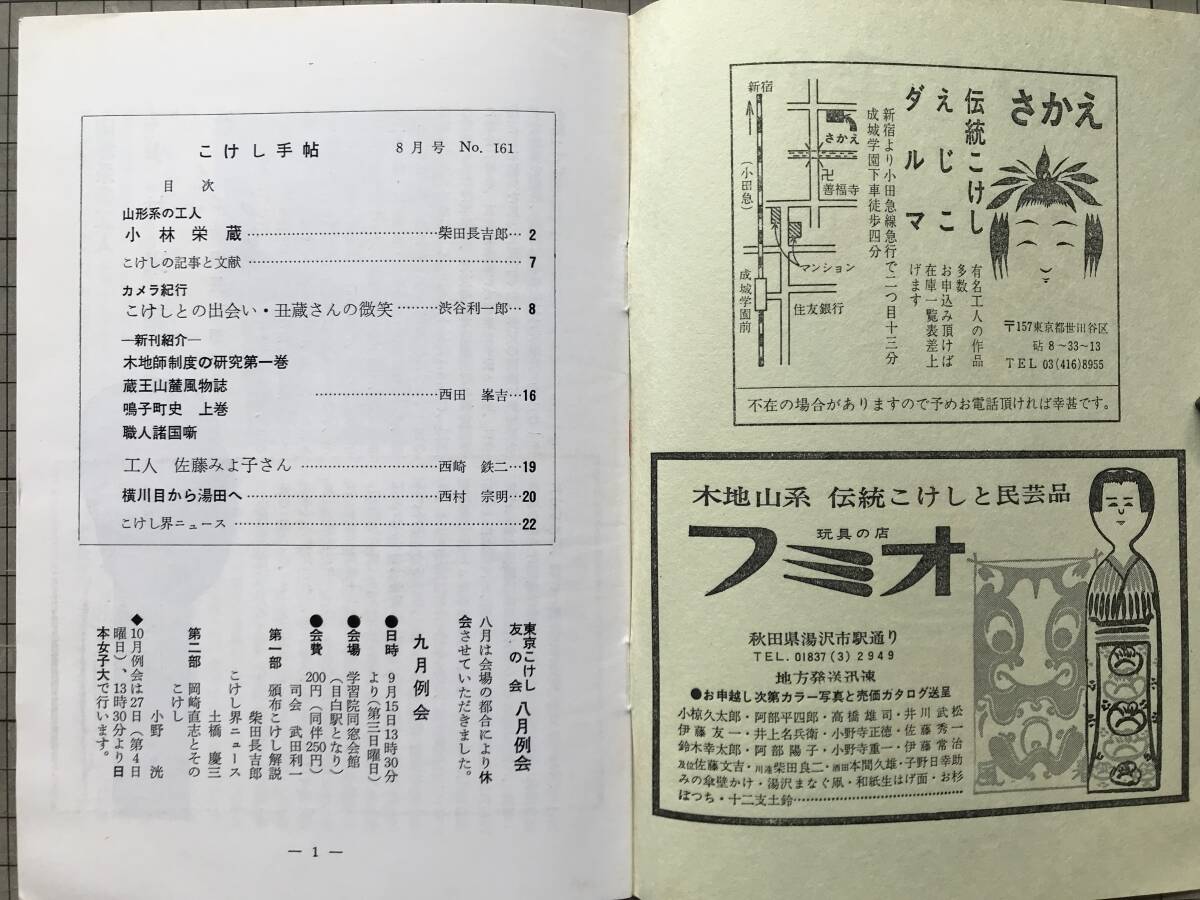 こけし手帖 8月号 No. 161
目次
山形系の工人
小林栄蔵……………柴田長吉郎…2
こけしの記事と文献……………7
カメラ紀行
こけしとの出会い・丑蔵さんの微笑………渋谷利一郎…8
―新刊紹介―
木地師制度の研究第一巻
蔵王山麓風物誌
鳴子町史 上巻
職人諸国噺
……………西田 峯吉…16
工人 佐藤みよ子さん……………西崎 鉄二…19
横川目から湯田へ……………西村 宗明…20
こけし界ニュース……………22
東京こけし友の会 八月例会
八月は会場の都合により休
会させていただきました。
九月例会
●日時 9月15日13時30分
より(第三日曜日)
●会場 学習院同窓会館
(目白駅となり)
●会費 200円(同伴250円)
司会 武田利一
第一部 頒布こけし解説
柴田長吉郎
こけし界ニュース
土橋慶三
第二部 岡崎直志とその
こけし
小野 洸
◆10月例会は27日(第4日
曜日)、13時30分より日
本女子大で行います。
― 1 ―
さかえ
伝統こけし
えじこ
ダルマ
有名工人の作品
多数
お申込み頂けば
在庫一覧表差上
げます
新宿より小田急線急行で二つ目十三分
成城学園下車徒歩四分
新宿
(小田急)
成城学園前
さかえ
卍
善福寺
マンション
住友銀行
〒157東京都世田谷区
砧 8-33-13
TEL 03(416)8955
不在の場合がありますので予めお電話頂ければ幸甚です。
木地山系 伝統こけしと民芸品
玩具の店
フミオ
秋田県湯沢市駅通り
TEL. 01837(3)2949
地方発送迅速
●お申越し次第カラー写真と売価カタログ送呈
小椋久太郎・阿部平四郎・高橋雄司・井川武松
伊藤友一・井上名兵衛・小野寺正徳・佐藤秀一
鈴木幸太郎・阿部陽子・小野寺重一・伊藤常治
及位佐藤文吉・川連柴田良二・酒田本間久雄・子野日幸助
みの傘壁かけ・湯沢まなぐ凧・和紙生はげ面・お杉
ぼっち・十二支土鈴……………